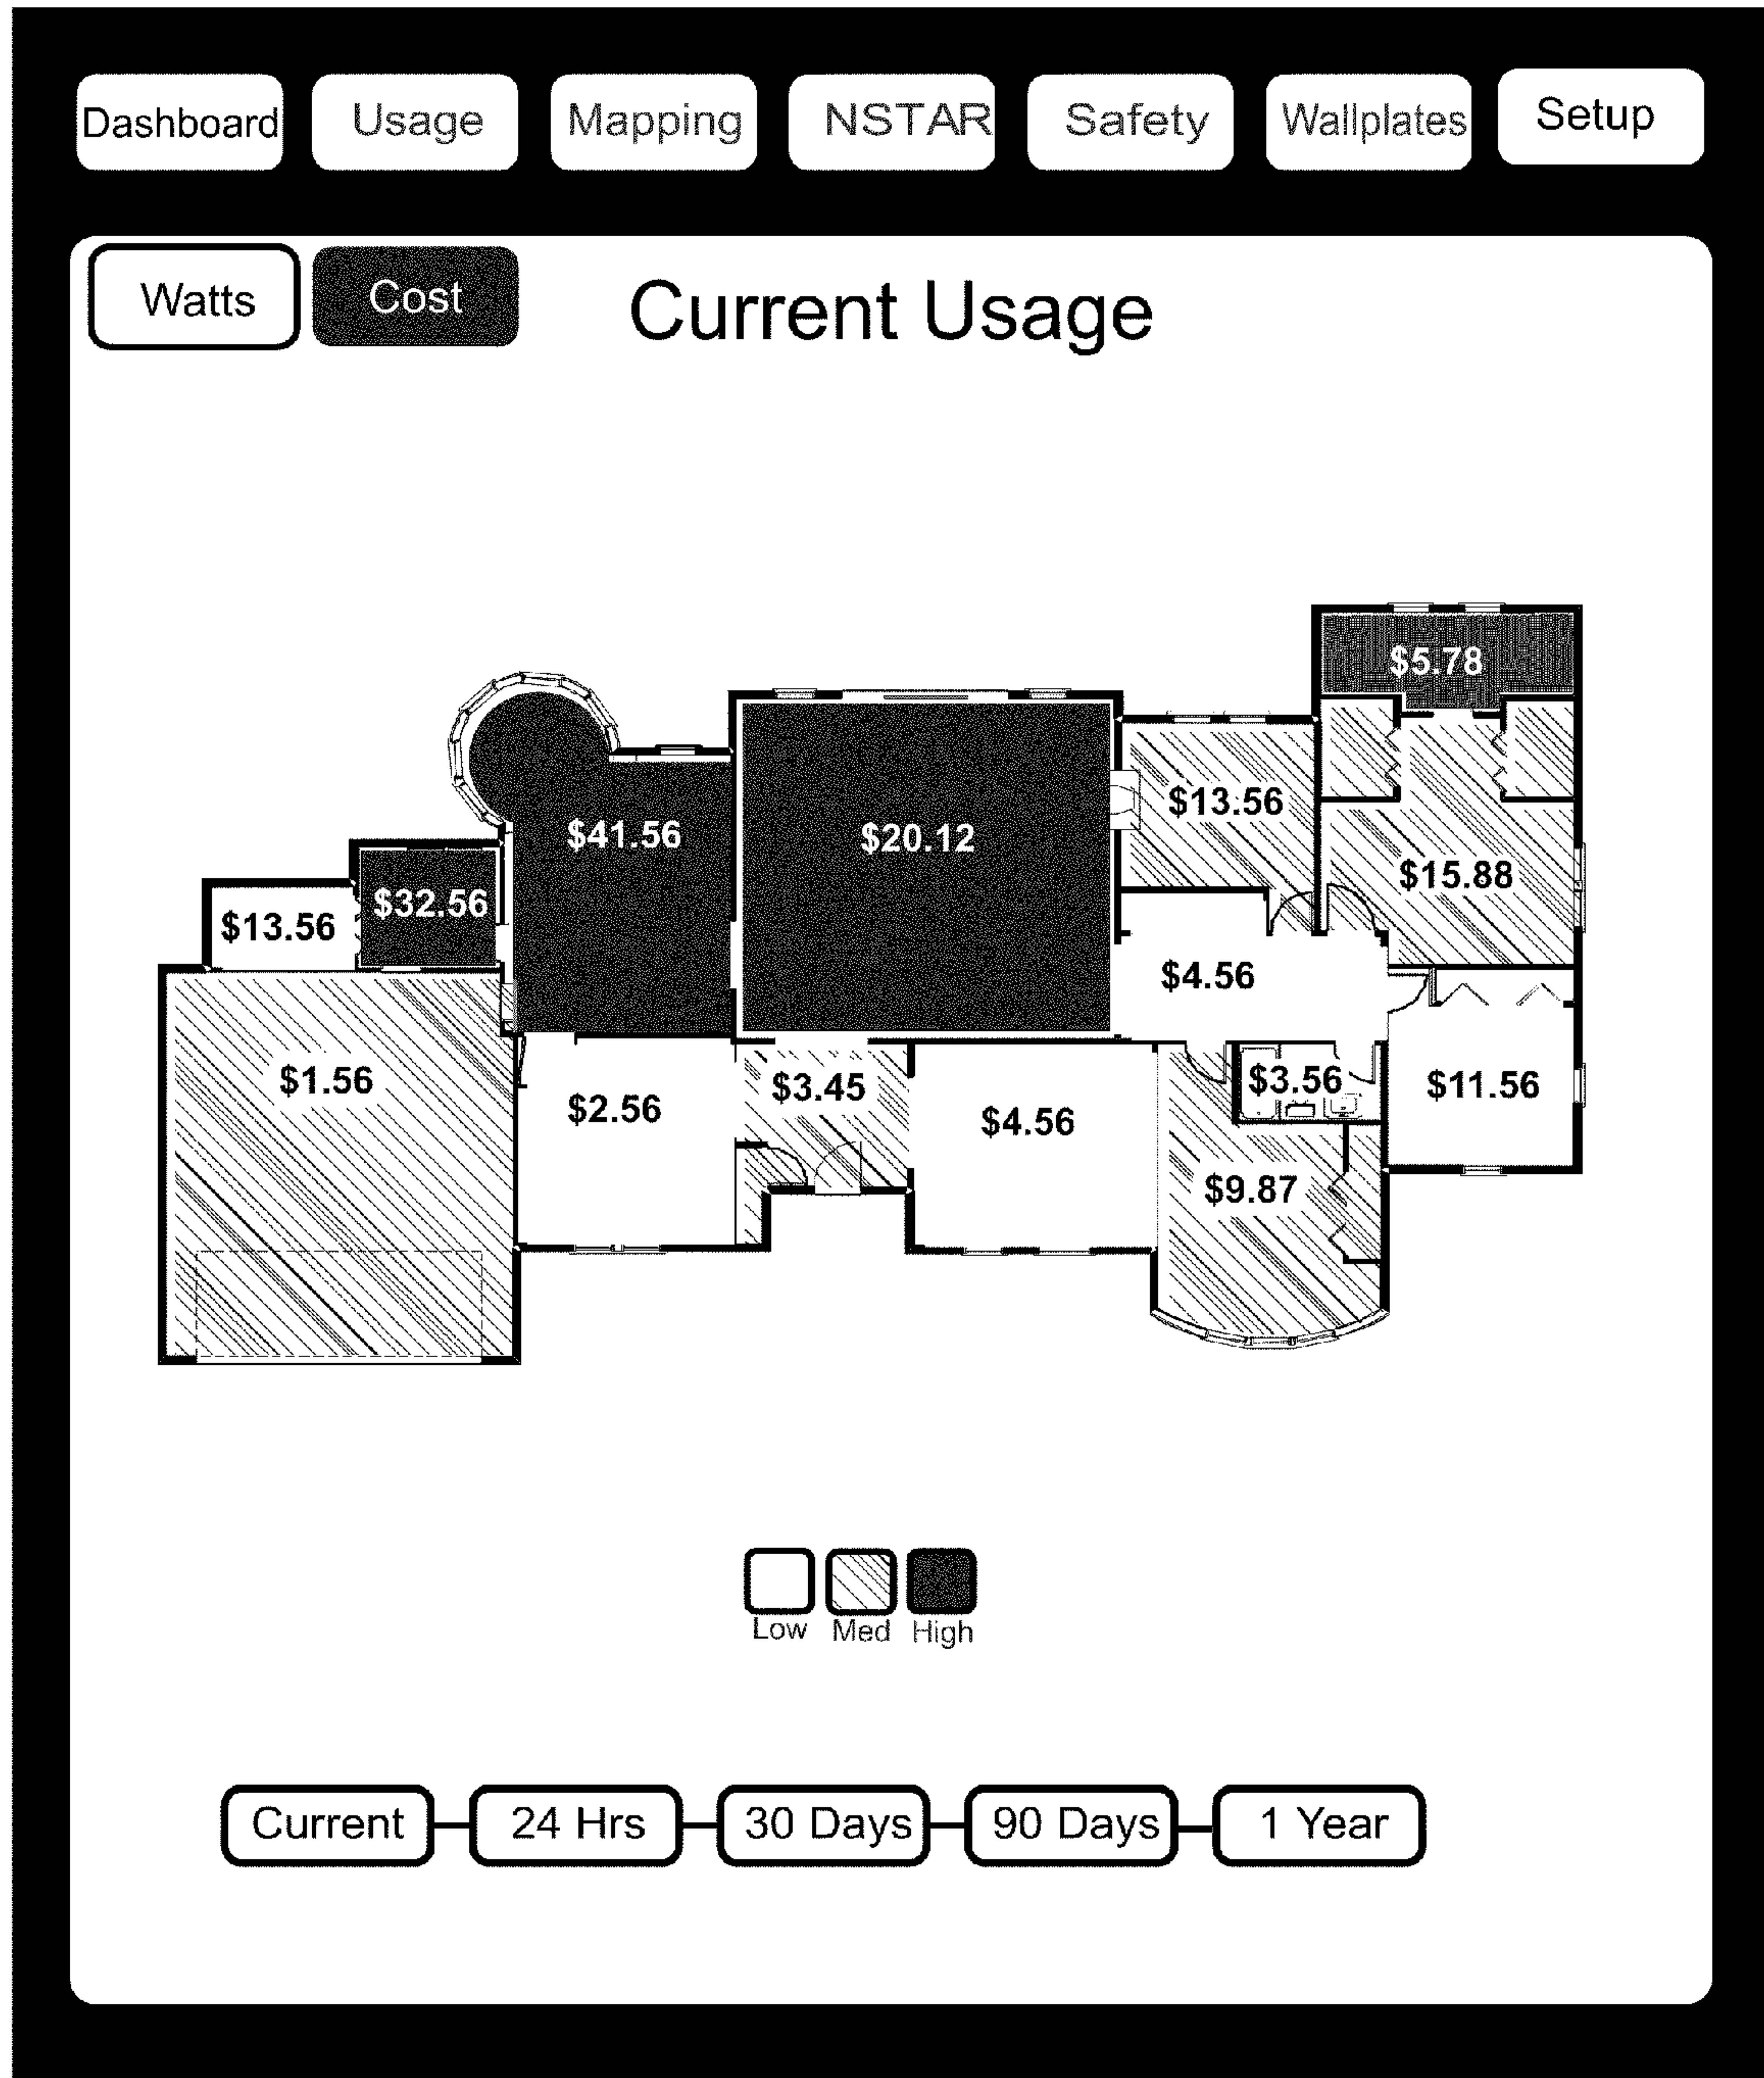 Dashboard Usage Mapping NSTAR Safety Wallplates Setup
Watts Cost Current Usage
$5.78
$41.56 $20.12 $13.56
$15.88
$13.56 $32.56
$4.56
$1.56 $2.56 $3.45 $4.56 $3.56 $11.56
$9.87
Low Med High
Current 24 Hrs 30 Days 90 Days 1 Year